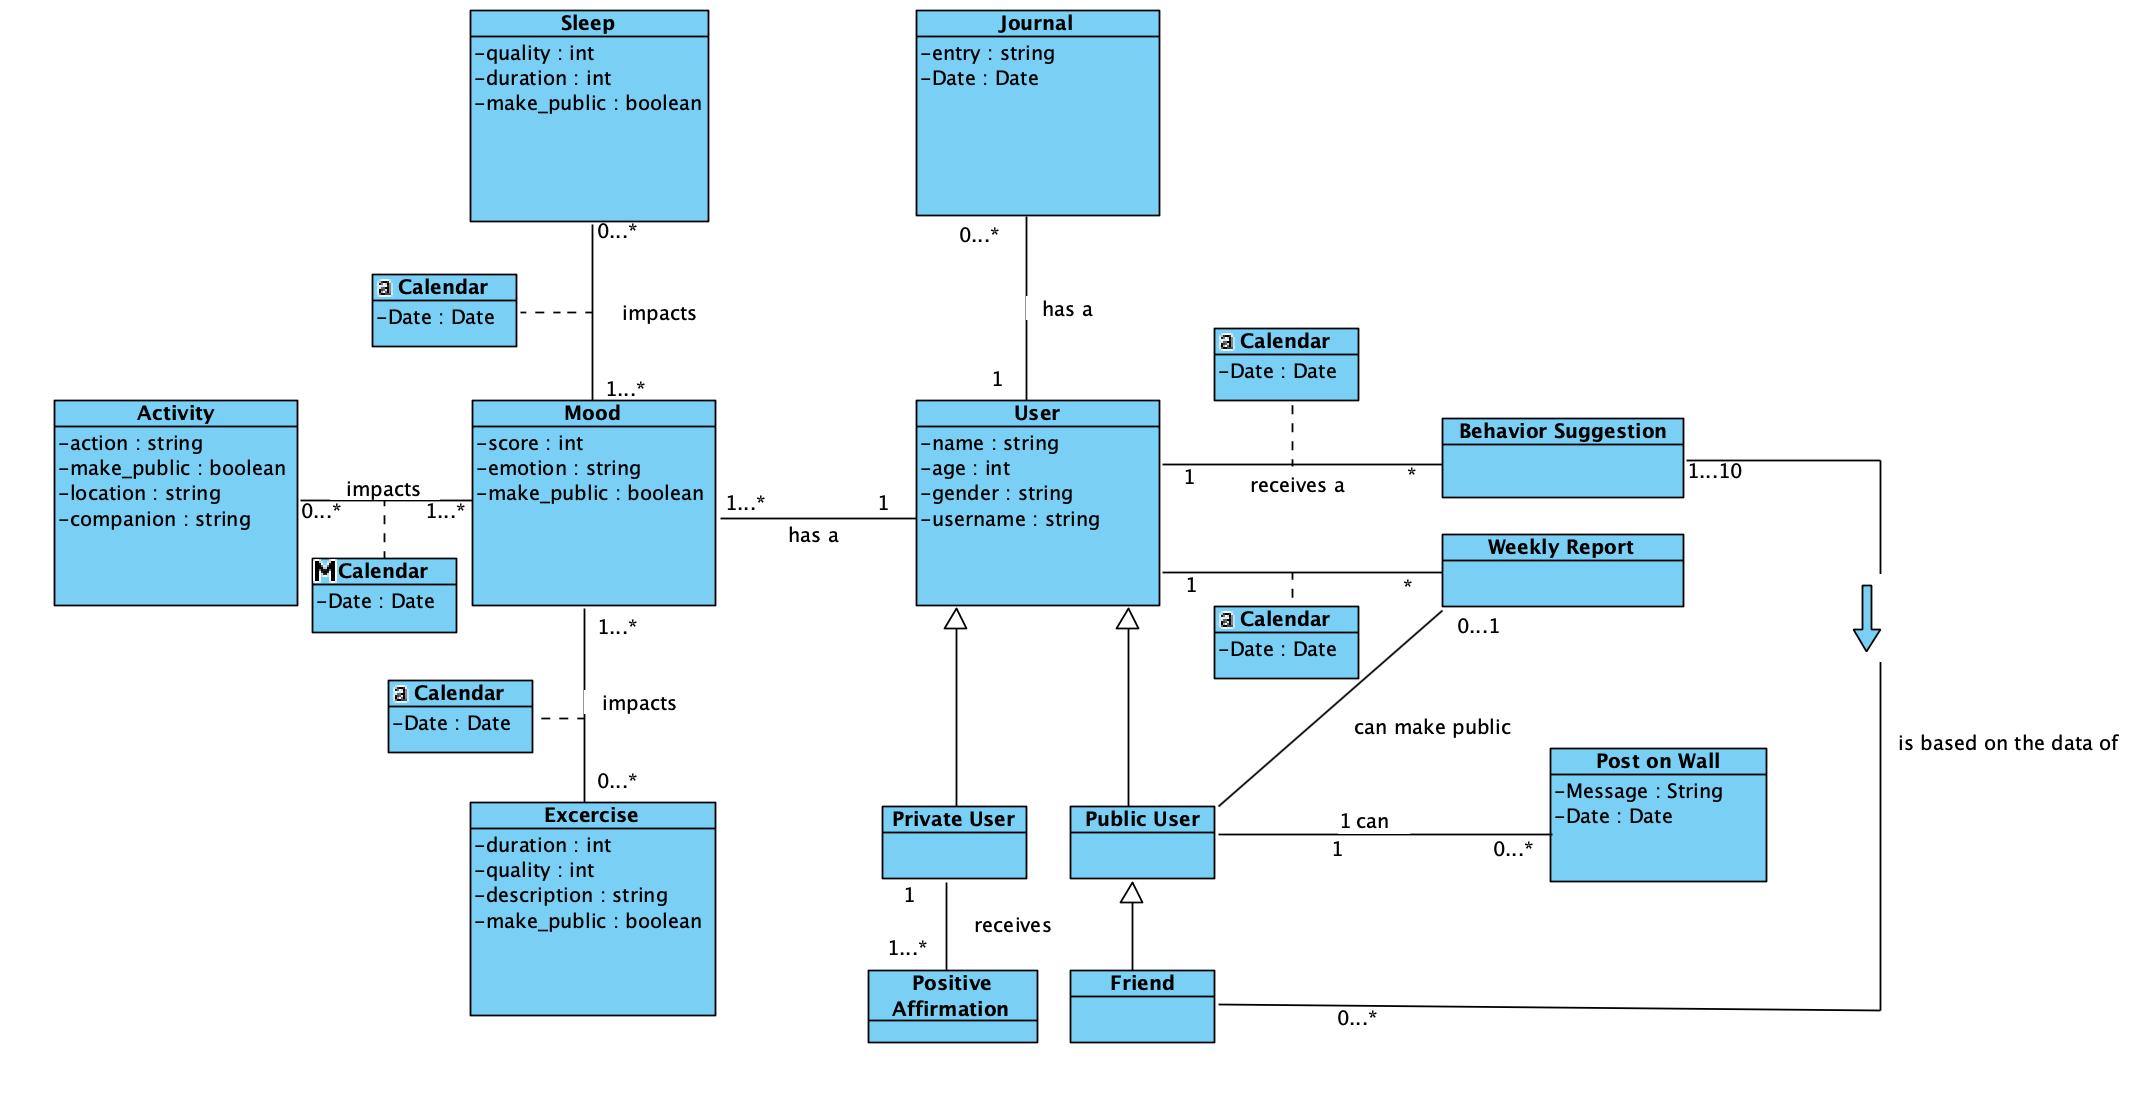 Sleep
-quality : int
-duration : int
-make_public : boolean
0...*
Journal
-entry : string
-Date : Date
0...*
a Calendar
-Date : Date
impacts
has a
1...*
1
a Calendar
-Date : Date
Activity
-action : string
-make_public : boolean
-location : string
-companion : string
impacts
0...*
1...*
Mood
-score : int
-emotion : string
-make_public : boolean
1...*
1
has a
User
-name : string
-age : int
-gender : string
-username : string
1
*
receives a
Behavior Suggestion
1...10
M Calendar
-Date : Date
Weekly Report
1
*
a Calendar
-Date : Date
0...1
1...*
a Calendar
-Date : Date
impacts
0...*
can make public
is based on the data of
Post on Wall
-Message : String
-Date : Date
Excercise
-duration : int
-quality : int
-description : string
-make_public : boolean
Private User
Public User
1 can
1
0...*
1
receives
1...*
Positive
Affirmation
Friend
0...*